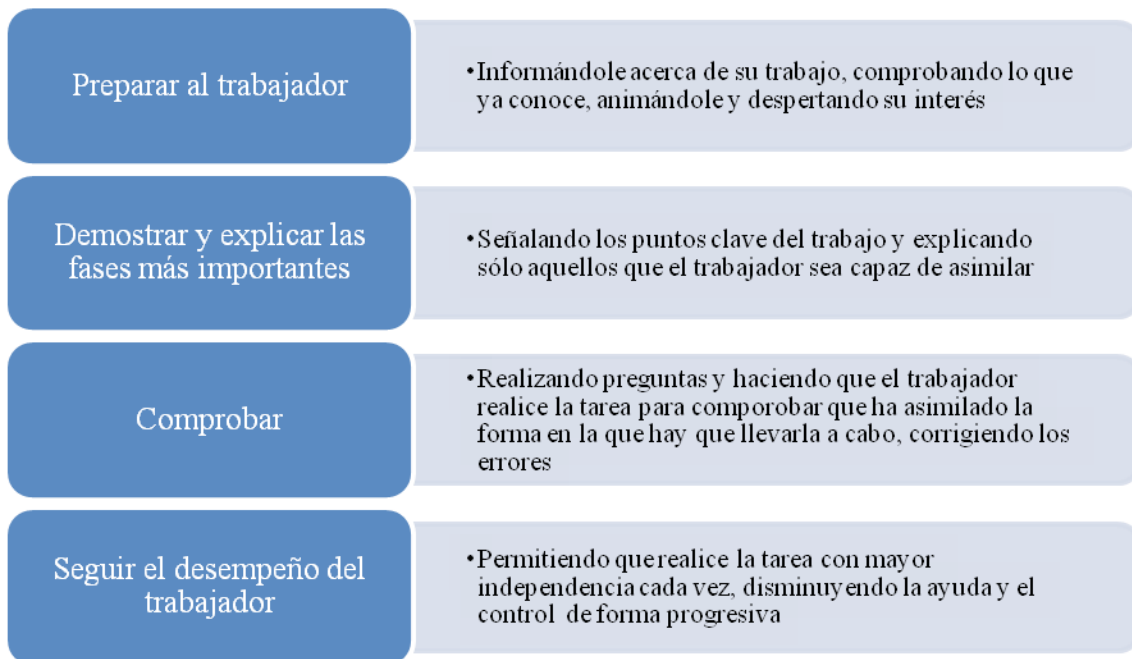 Preparar al trabajador
•Informándole acerca de su trabajo, comprobando lo que
ya conoce, animándole y despertando su interés
Demostrar y explicar las
fases más importantes
•Señalando los puntos clave del trabajo y explicando
sólo aquellos que el trabajador sea capaz de asimilar
Comprobar
•Realizando preguntas y haciendo que el trabajador
realice la tarea para comporobar que ha asimilado la
forma en la que hay que llevarla a cabo, corrigiendo los
errores
Seguir el desempeño del
trabajador
•Permitiendo que realice la tarea con mayor
independencia cada vez, disminuyendo la ayuda y el
control de forma progresiva